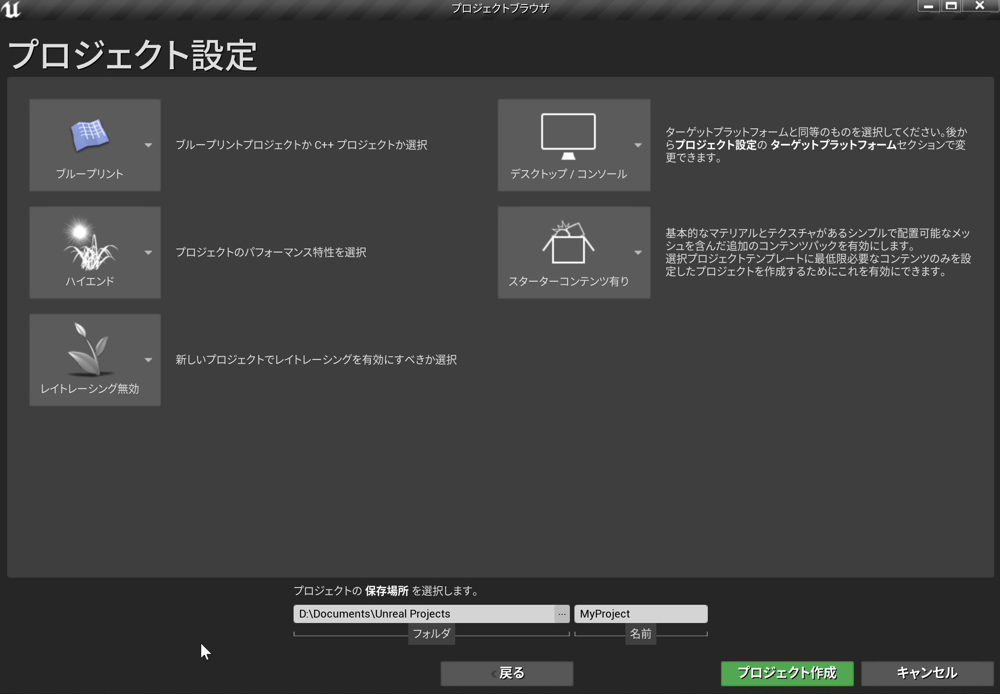 プロジェクトブラウザ
プロジェクト設定
ブループリント
ブループリントプロジェクトか C++ プロジェクトか選択
デスクトップ / コンソール
ターゲットプラットフォームと同等のものを選択してください。後か
らプロジェクト設定の ターゲットプラットフォームセクションで変
更できます。
ハイエンド
プロジェクトのパフォーマンス特性を選択
スターターコンテンツ有り
基本的なマテリアルとテクスチャがあるシンプルで配置可能なメッ
シュを含んだ追加のコンテンツパックを有効にします。
選択プロジェクトテンプレートに最低限必要なコンテンツのみを設
定したプロジェクトを作成するためにこれを有効にできます。
レイトレーシング無効
新しいプロジェクトでレイトレーシングを有効にすべきか選択
プロジェクトの 保存場所 を選択します。
D:\Documents\Unreal Projects
...
MyProject
フォルダ
名前
戻る
プロジェクト作成
キャンセル